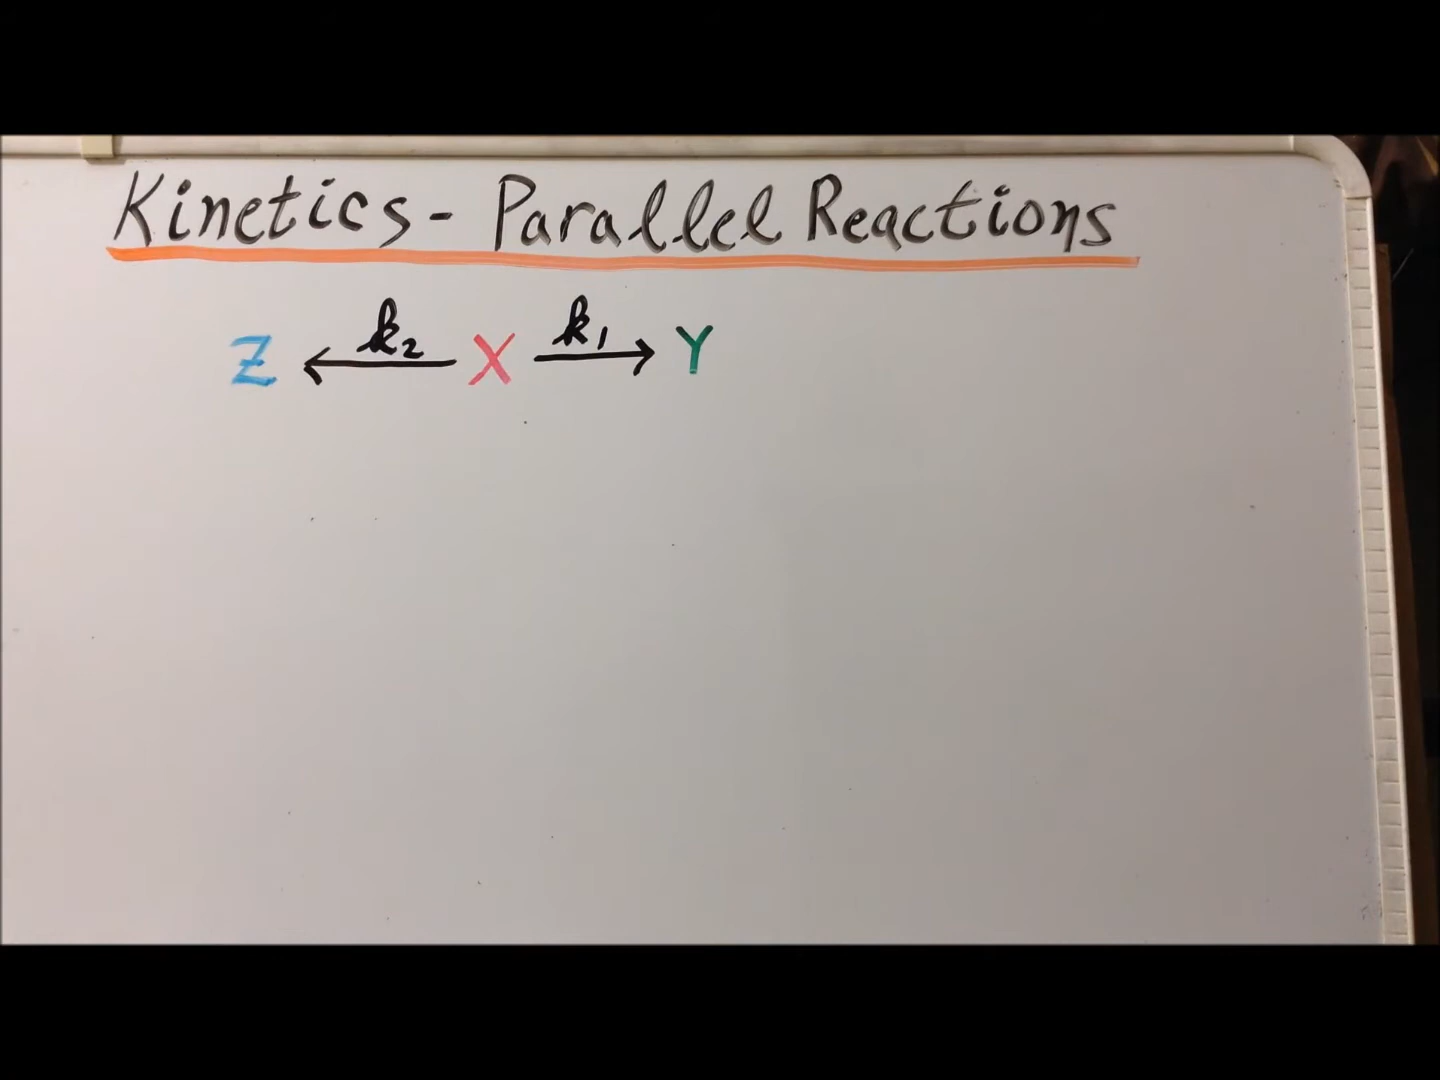 Kinetics - Parallel Reactions
Z ←k₂ X k₁→ Y